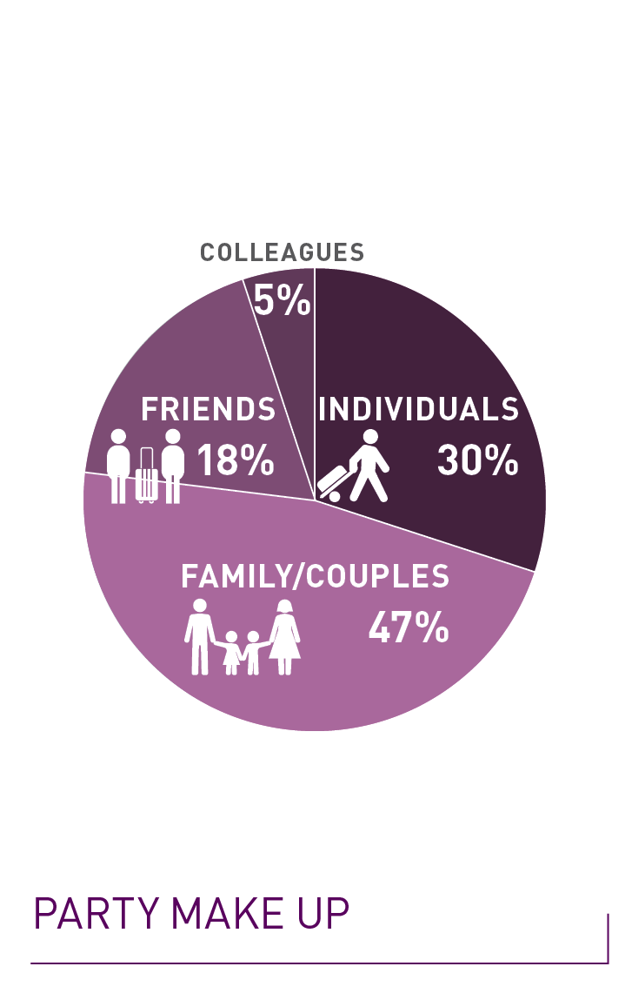 COLLEAGUES
5%
FRIENDS
18%
INDIVIDUALS
30%
FAMILY/COUPLES
47%
PARTY MAKE UP